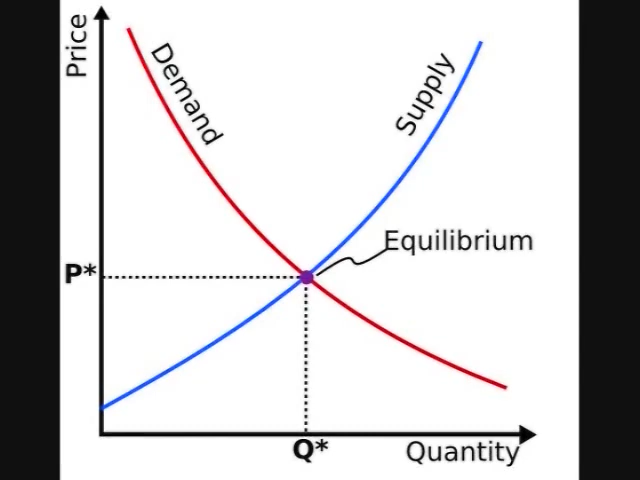 Price
Demand
Supply
Equilibrium
P*
Q*
Quantity